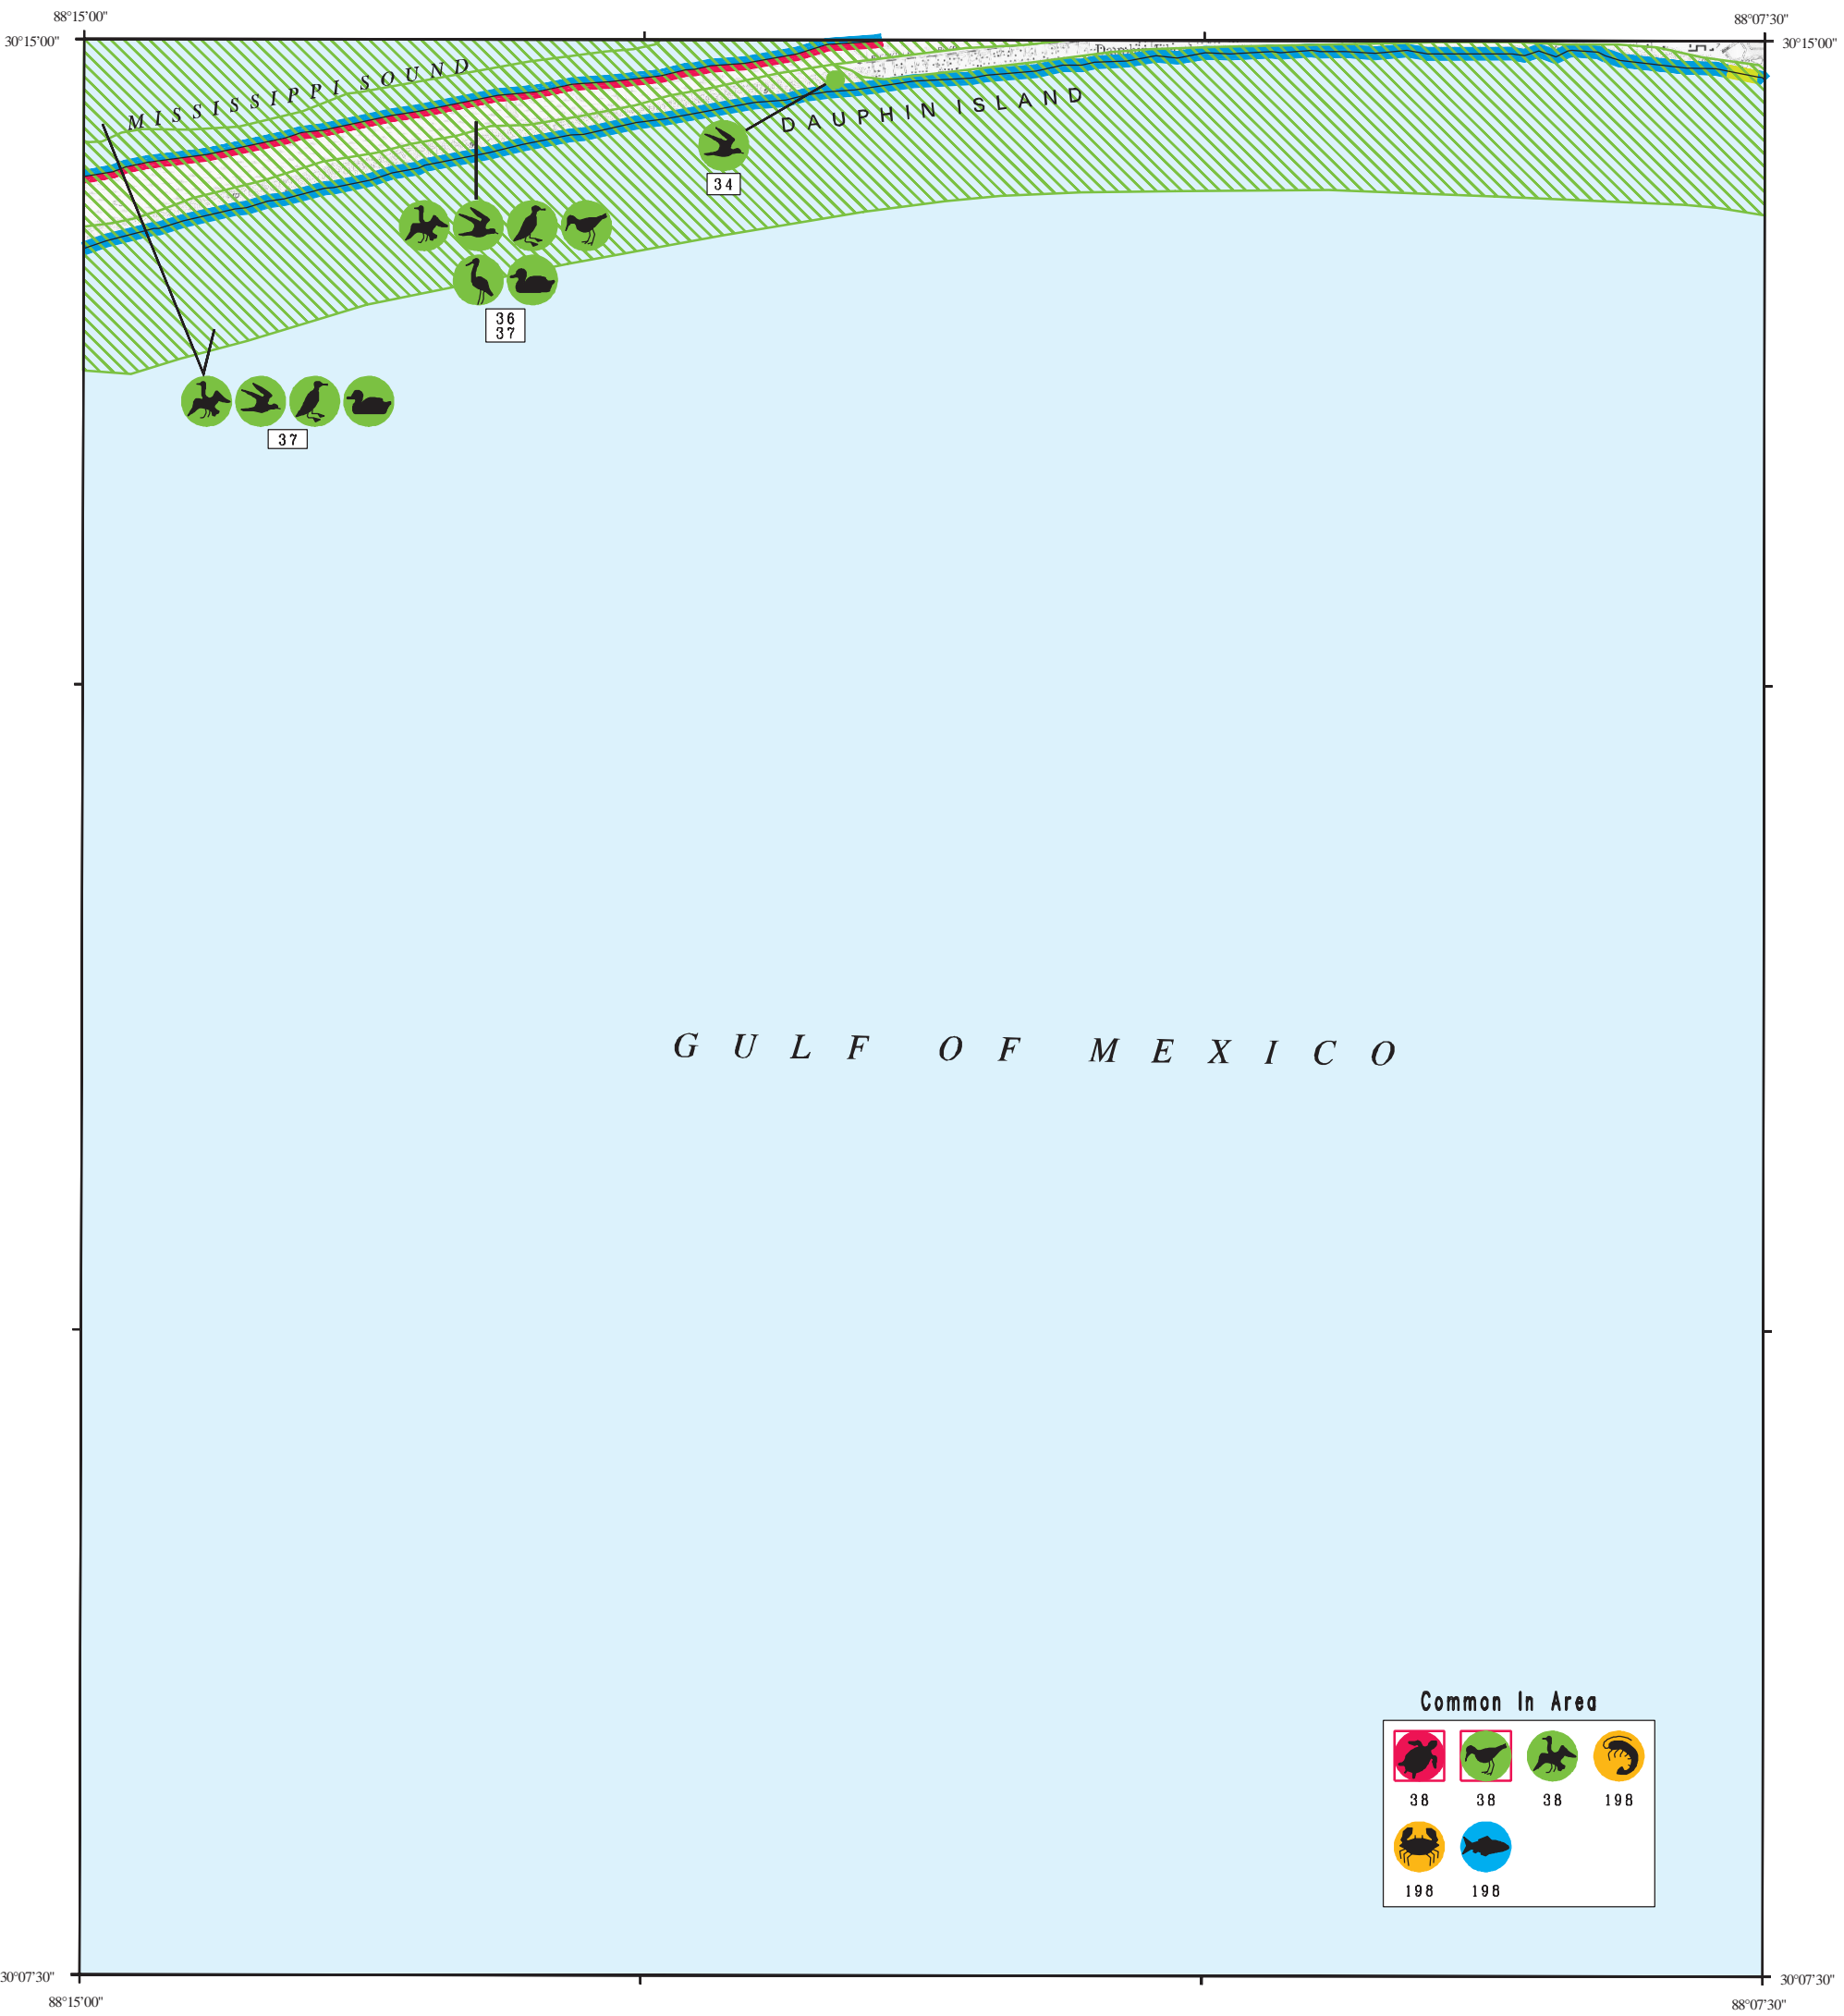 88°15'00"
88°07'30"
30°15'00"
30°15'00"
MISSISSIPPI SOUND
DAUPHIN ISLAND
34
36
37
37
GULF OF MEXICO
Common In Area
38 38 38 198
198 198
30°07'30"
30°07'30"
88°15'00"
88°07'30"